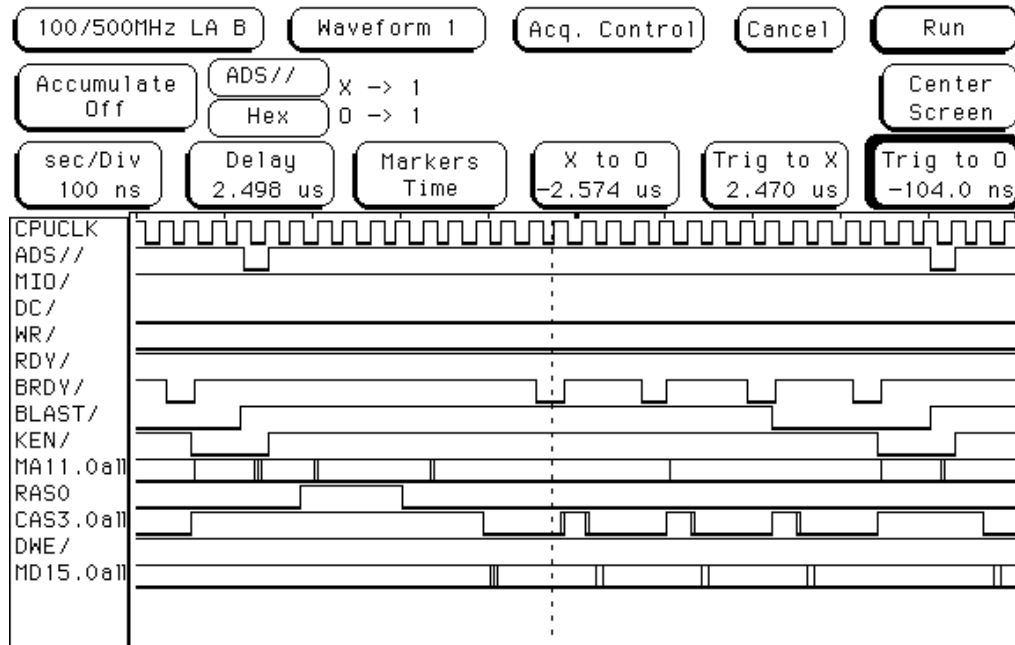 100/500MHz LA B Waveform 1 Acq. Control Cancel Run
Accumulate Off ADS// X -> 1 Center Screen
Hex O -> 1
sec/Div Delay Markers X to O Trig to X Trig to O
100 ns 2.498 us Time -2.574 us 2.470 us -104.0 ns
CPUCLK
ADS//
MIO/
DC/
WR/
RDY/
BRDY/
BLAST/
KEN/
MA11.0all
RAS0
CAS3.0all
DWE/
MD15.0all